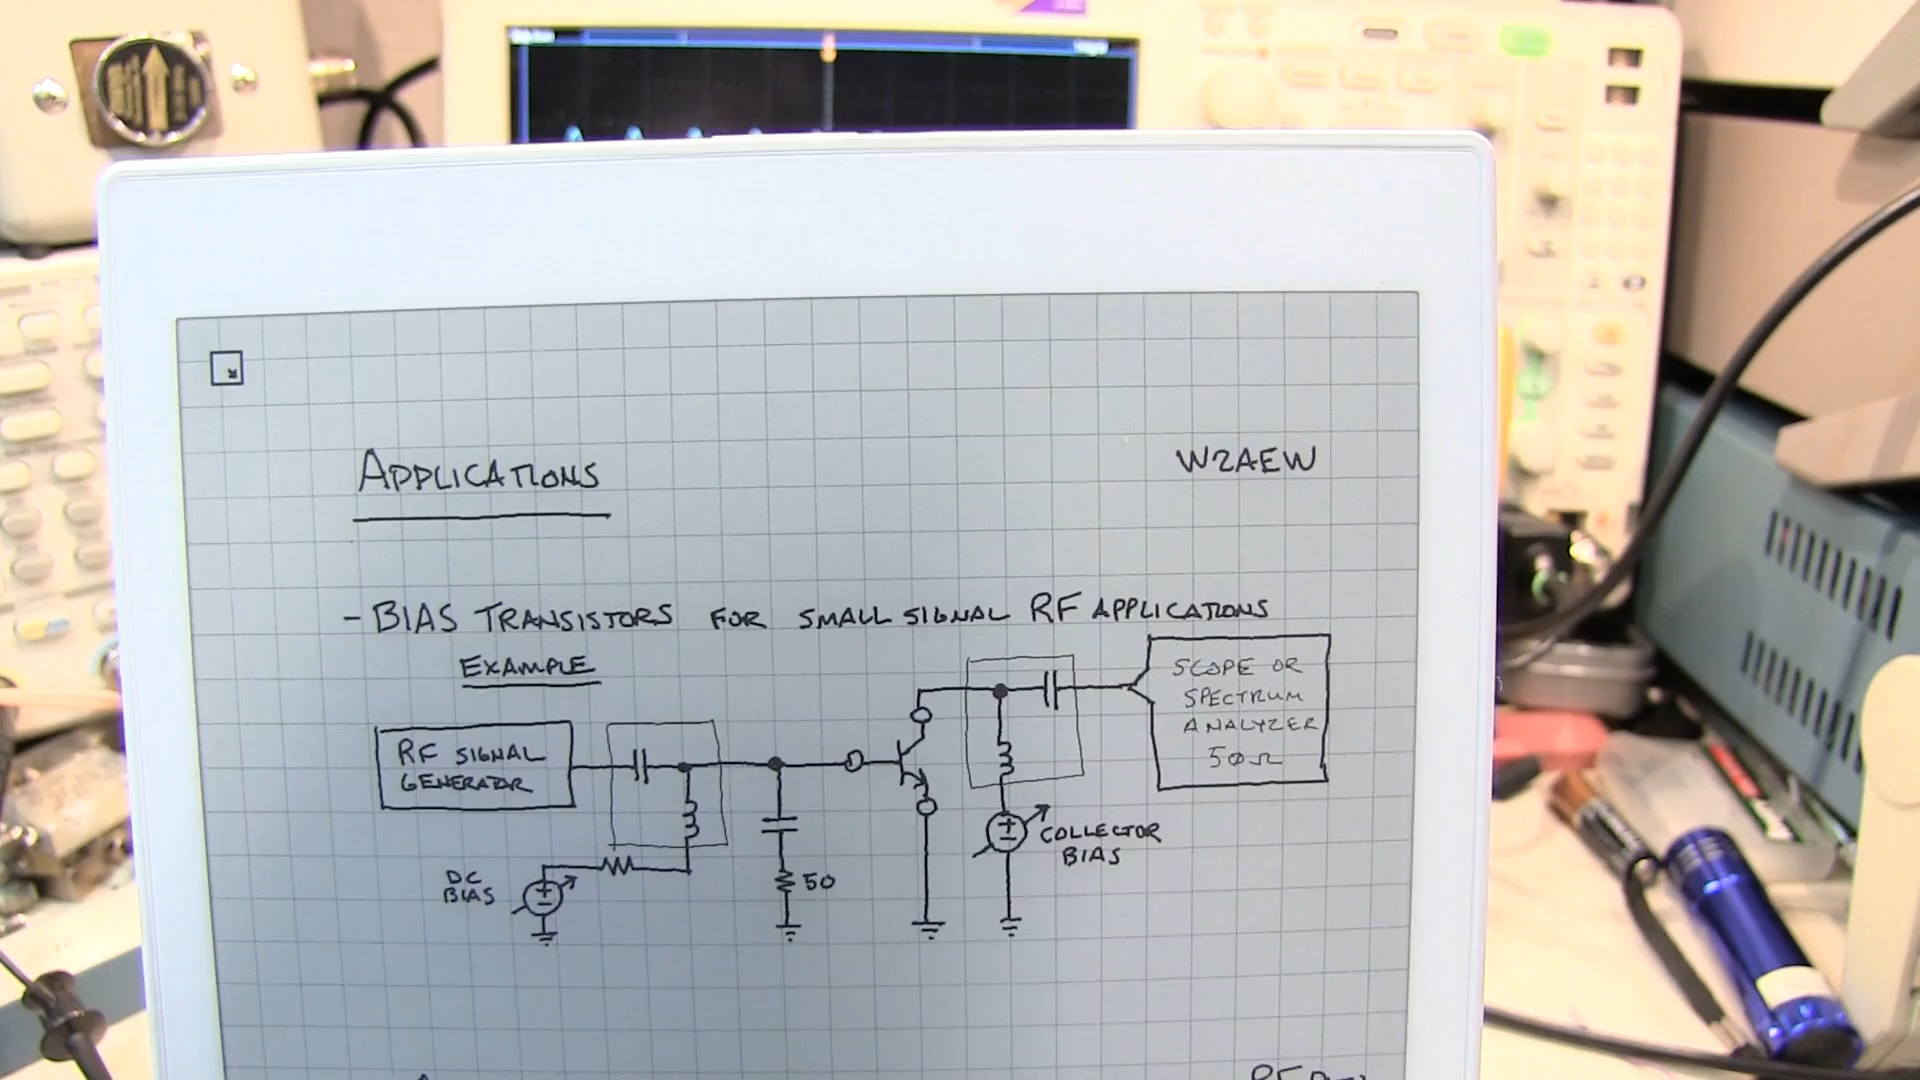 APPLICATIONS
W2AEW
- BIAS TRANSISTORS FOR SMALL SIGNAL RF APPLICATIONS
EXAMPLE
RF SIGNAL
GENERATOR
SCOPE OR
SPECTRUM
ANALYZER
50Ω
COLLECTOR
BIAS
DC
BIAS
50